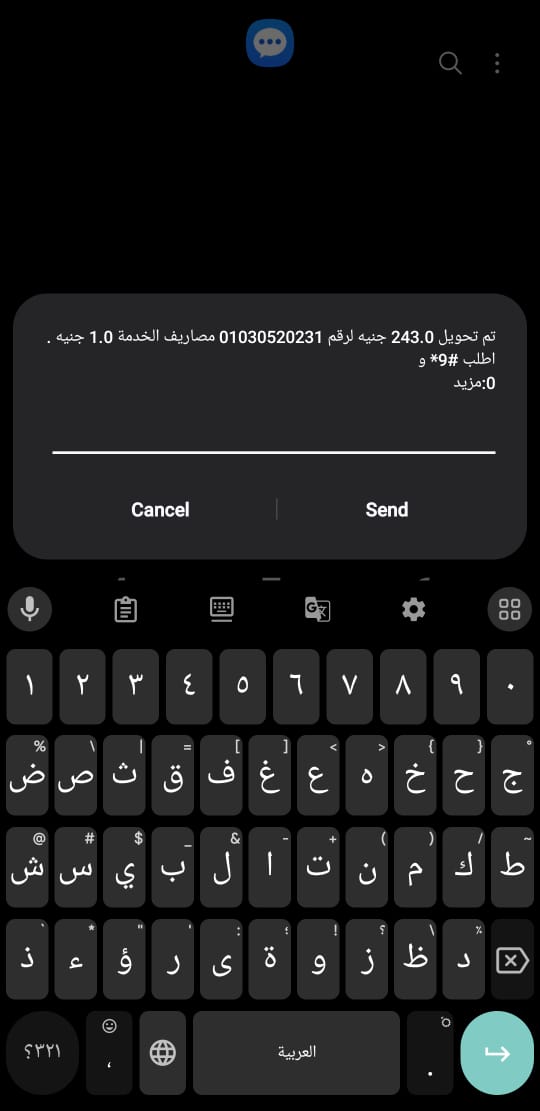 تم تحويل 243.0 جنيه لرقم 01030520231 مصاريف الخدمة 1.0 جنيه .
اطلب #9* و
0:مزيد
Cancel Send
١ ٢ ٣ ٤ ٥ ٦ ٧ ٨ ٩ ٠
% \ | = [ ] < > { } °
ض ص ث ق ف غ ع ه خ ح ج
@ # $ _ & - + ( ) / ~
ش س ي ب ل ا ت ن م ك ط
` * " ' : ؛ ! ؟ \ ٪
ذ ء ؤ ر ى ة و ز ظ د
؟٣٢١ ، العربية .